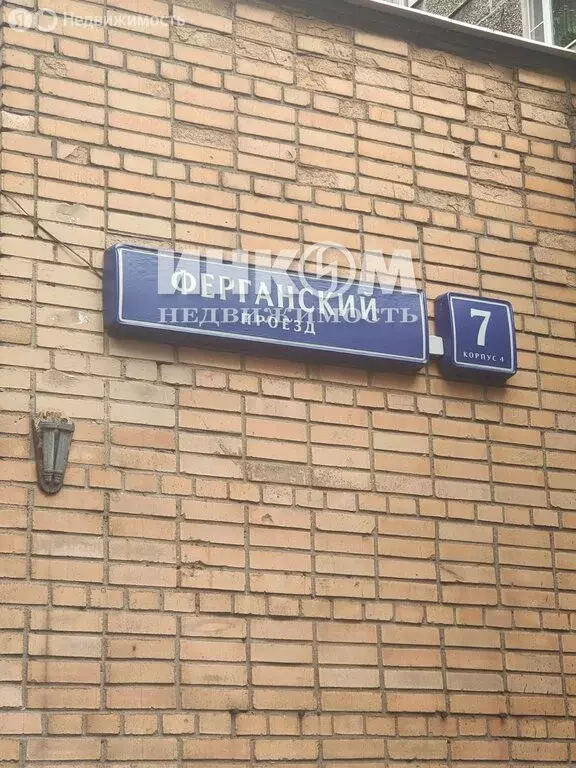 Недвижимость
ИНКОМ
НЕДВИЖИМОСТЬ
ФЕРГАНСКИЙ
ПРОЕЗД
7
КОРПУС 4